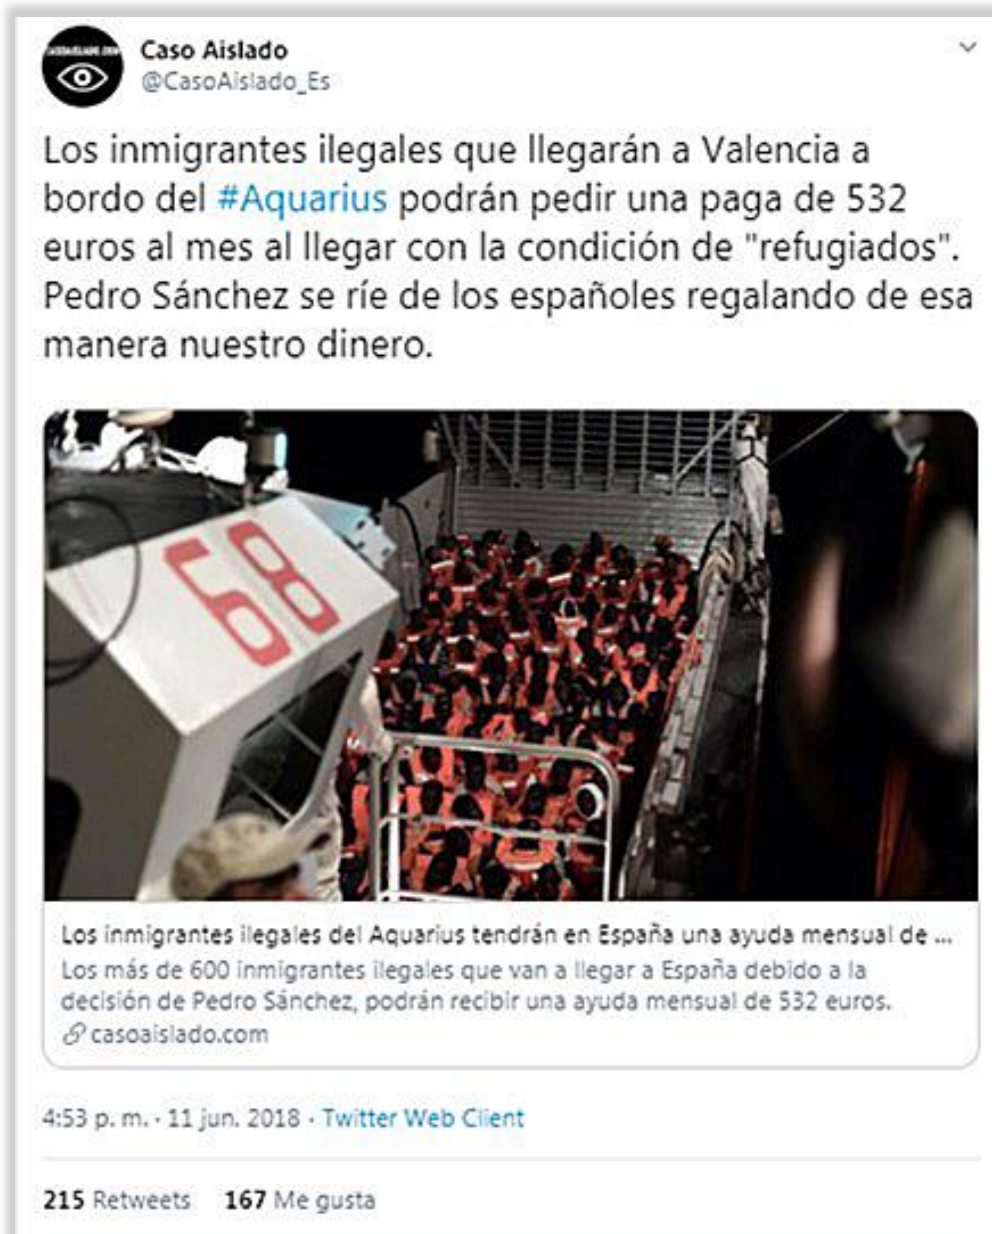 CASOAISLADO.COM
Caso Aislado
@CasoAislado_Es
Los inmigrantes ilegales que llegarán a Valencia a
bordo del #Aquarius podrán pedir una paga de 532
euros al mes al llegar con la condición de "refugiados".
Pedro Sánchez se ríe de los españoles regalando de esa
manera nuestro dinero.
59
Los inmigrantes ilegales del Aquarius tendrán en España una ayuda mensual de ...
Los más de 600 inmigrantes ilegales que van a llegar a España debido a la
decisión de Pedro Sánchez, podrán recibir una ayuda mensual de 532 euros.
casoaislado.com
4:53 p. m. · 11 jun. 2018 · Twitter Web Client
215 Retweets 167 Me gusta